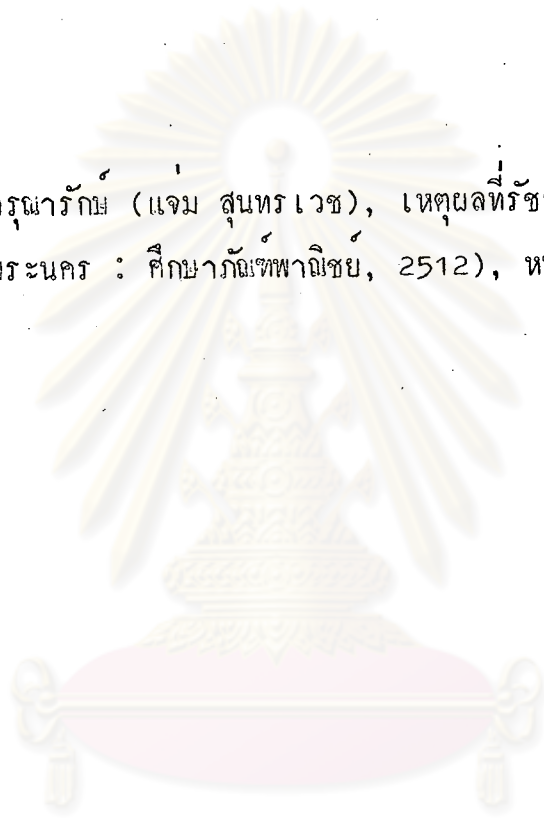 รุณารักษ์ (แจ่ม สุนทรเวช), เหตุผลที่รัช
ระนคร : ศึกษาภัณฑ์พาณิชย์, 2512), ห